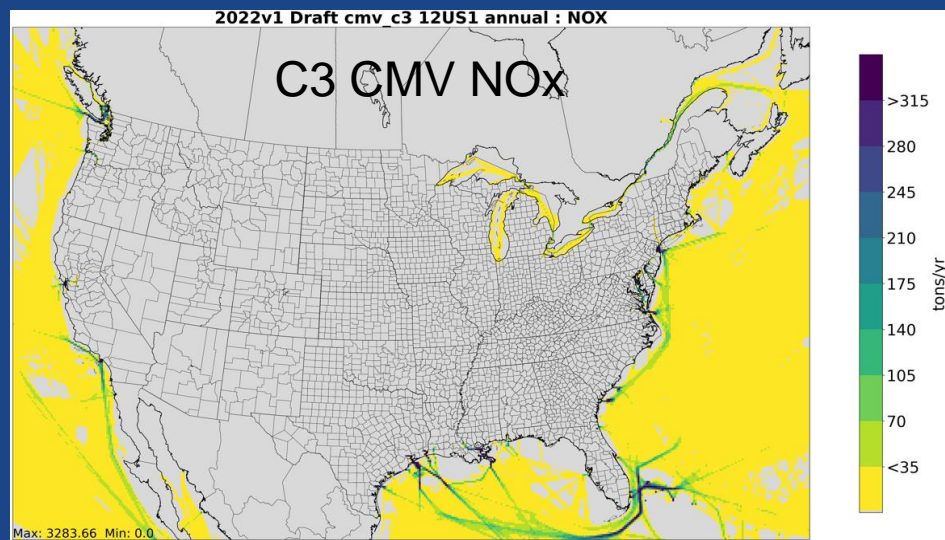 2022v1 Draft cmv_c3 12US1 annual : NOX
C3 CMV NOx
>315
280
245
210
175
140
105
70
<35
tons/yr
Max: 3283.66 Min: 0.0